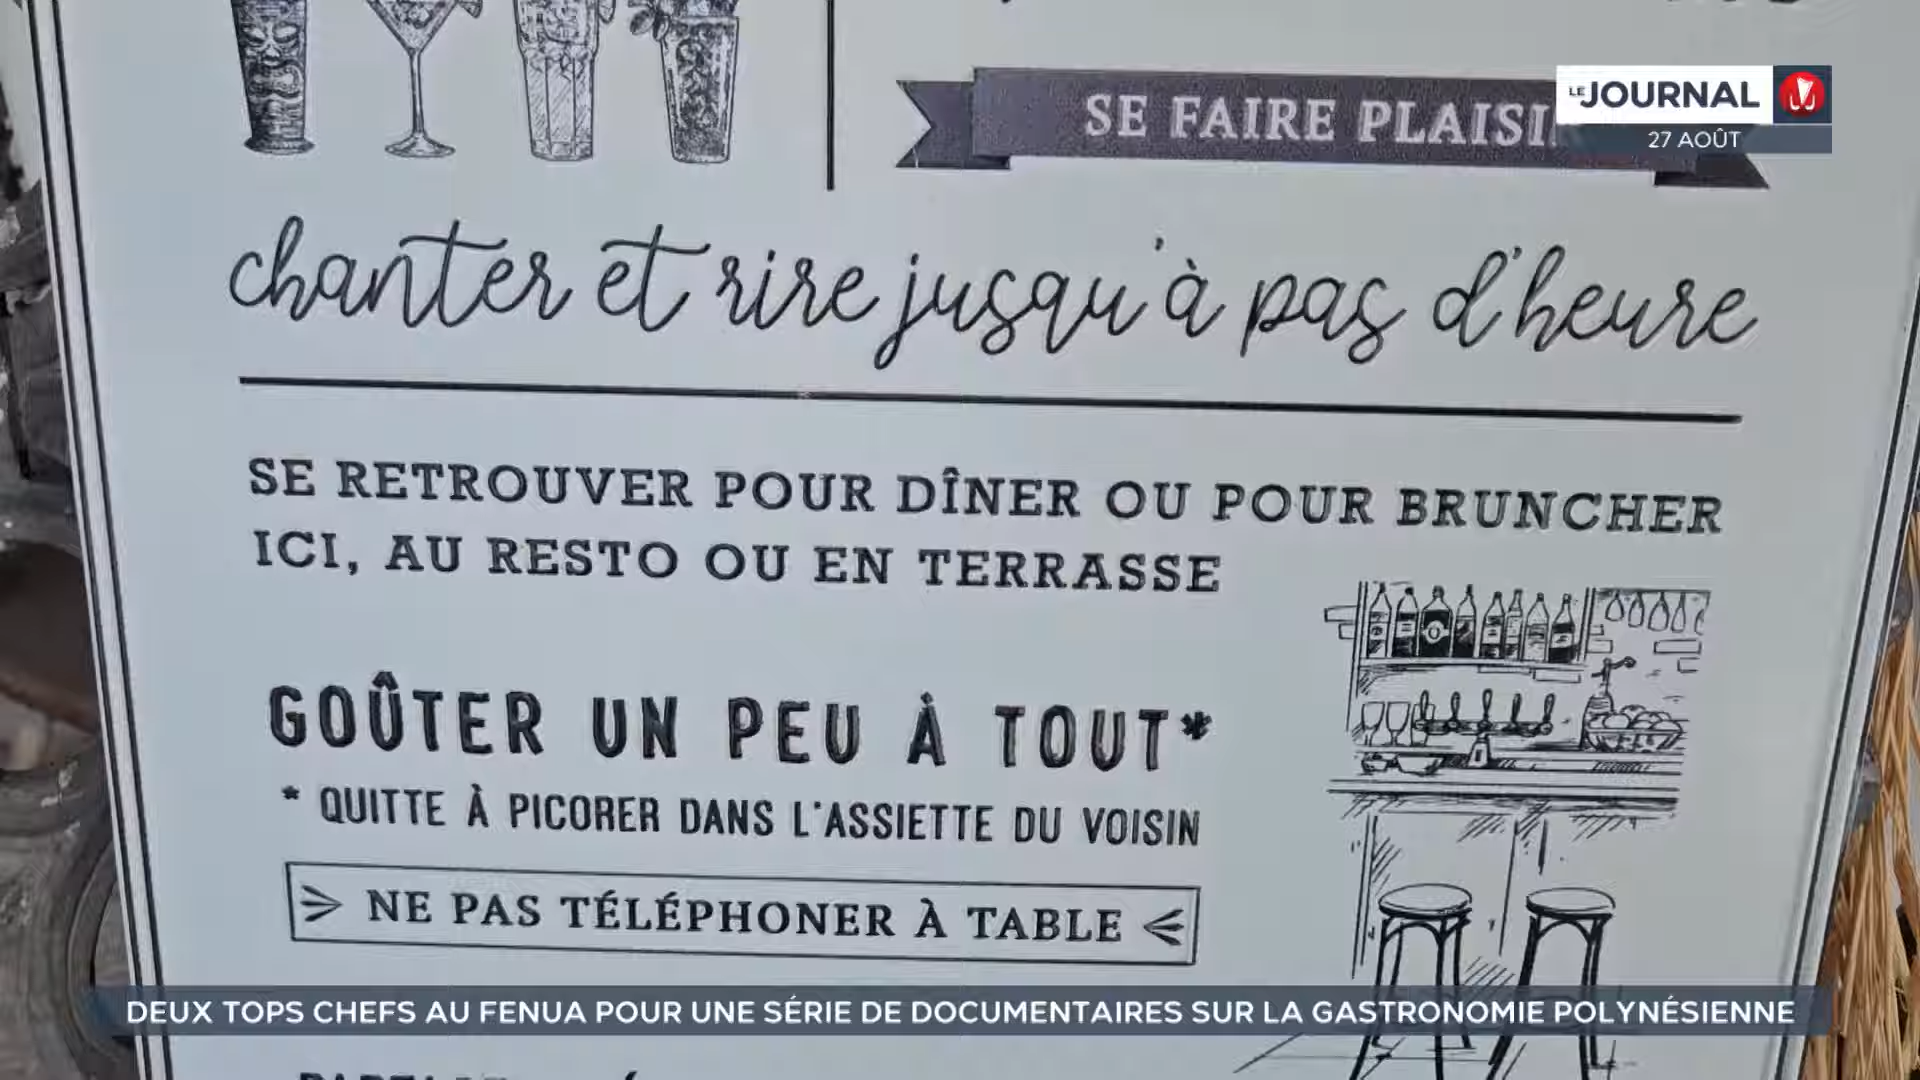 SE FAIRE PLAISI
LE JOURNAL
27 AOÛT
chanter et rire jusqu'à pas d'heure
SE RETROUVER POUR DÎNER OU POUR BRUNCHER
ICI, AU RESTO OU EN TERRASSE
GOÛTER UN PEU À TOUT*
* QUITTE À PICORER DANS L'ASSIETTE DU VOISIN
NE PAS TÉLÉPHONER À TABLE
DEUX TOPS CHEFS AU FENUA POUR UNE SÉRIE DE DOCUMENTAIRES SUR LA GASTRONOMIE POLYNÉSIENNE